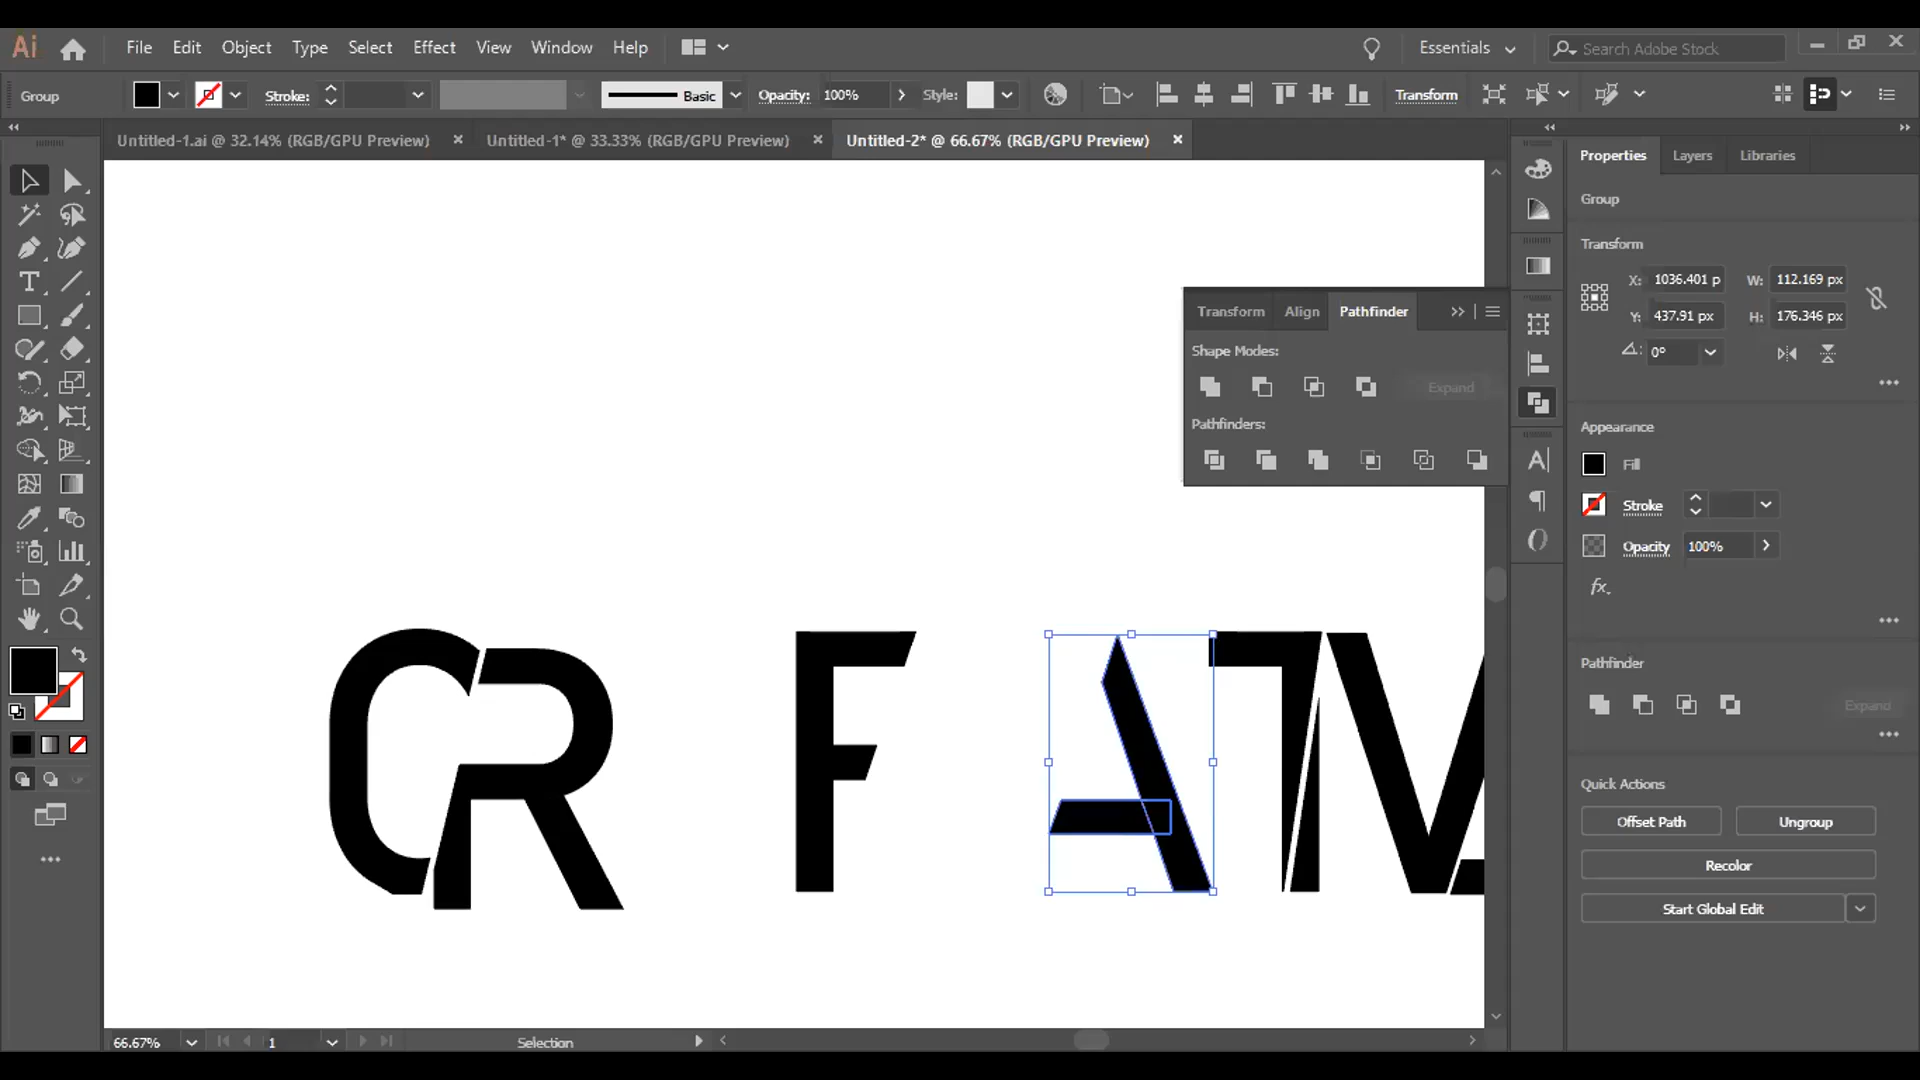 Ai File Edit Object Type Select Effect View Window Help Essentials Search Adobe Stock
Group Stroke: Basic Opacity: 100% Style: Transform
Untitled-1.ai @ 32.14% (RGB/GPU Preview) Untitled-1* @ 33.33% (RGB/GPU Preview) Untitled-2* @ 66.67% (RGB/GPU Preview)
Properties Layers Libraries
Group
Transform
X: 1036.401 p W: 112.169 px
Y: 437.91 px H: 176.346 px
0°
Transform Align Pathfinder
Shape Modes:
Expand
Pathfinders:
Appearance
Fill
Stroke
Opacity 100%
fx.
Pathfinder
Expand
Quick Actions
Offset Path Ungroup
Recolor
Start Global Edit
CR F A T
66.67% 1 Selection